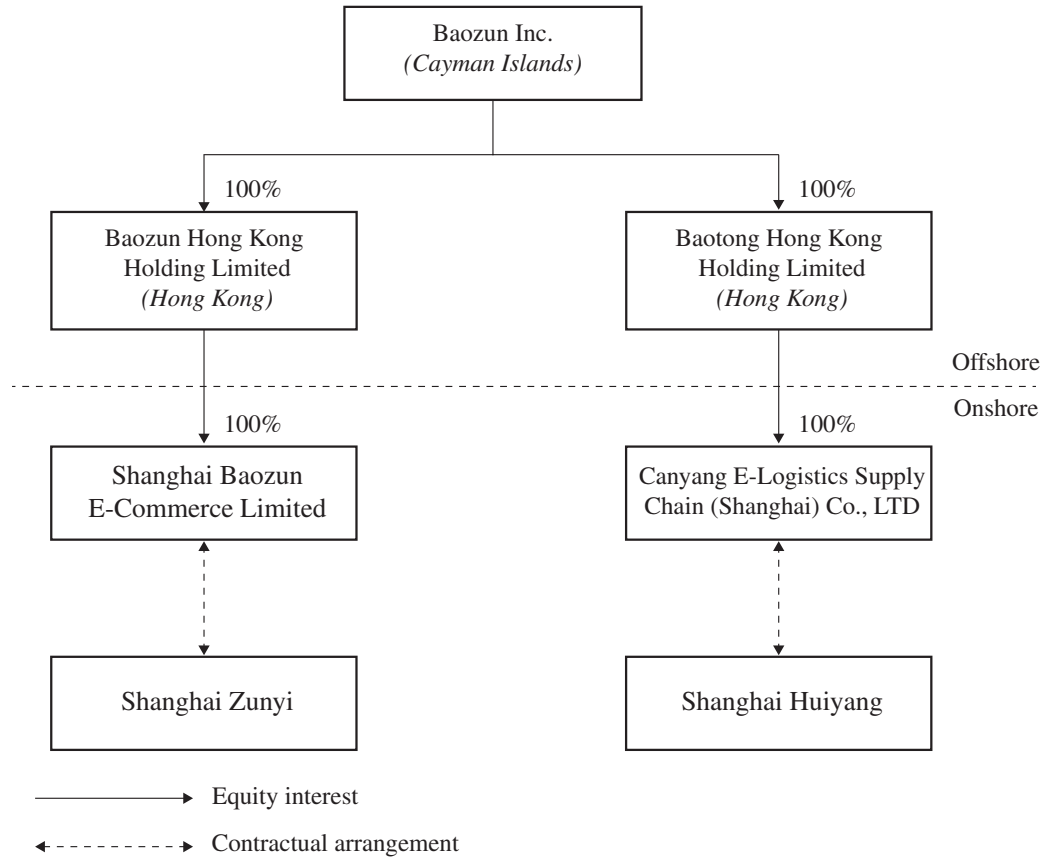 Baozun Inc.
(Cayman Islands)
100%
100%
Baozun Hong Kong
Holding Limited
(Hong Kong)
Baotong Hong Kong
Holding Limited
(Hong Kong)
Offshore
Onshore
100%
100%
Shanghai Baozun
E-Commerce Limited
Canyang E-Logistics Supply
Chain (Shanghai) Co., LTD
Shanghai Zunyi
Shanghai Huiyang
Equity interest
Contractual arrangement